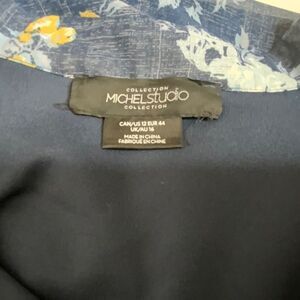 COLLECTION
MICHELstudio
COLLECTION
CAN/US 12 EUR 44
UK/AU 16
MADE IN CHINA
FABRIQUÉ EN CHINE